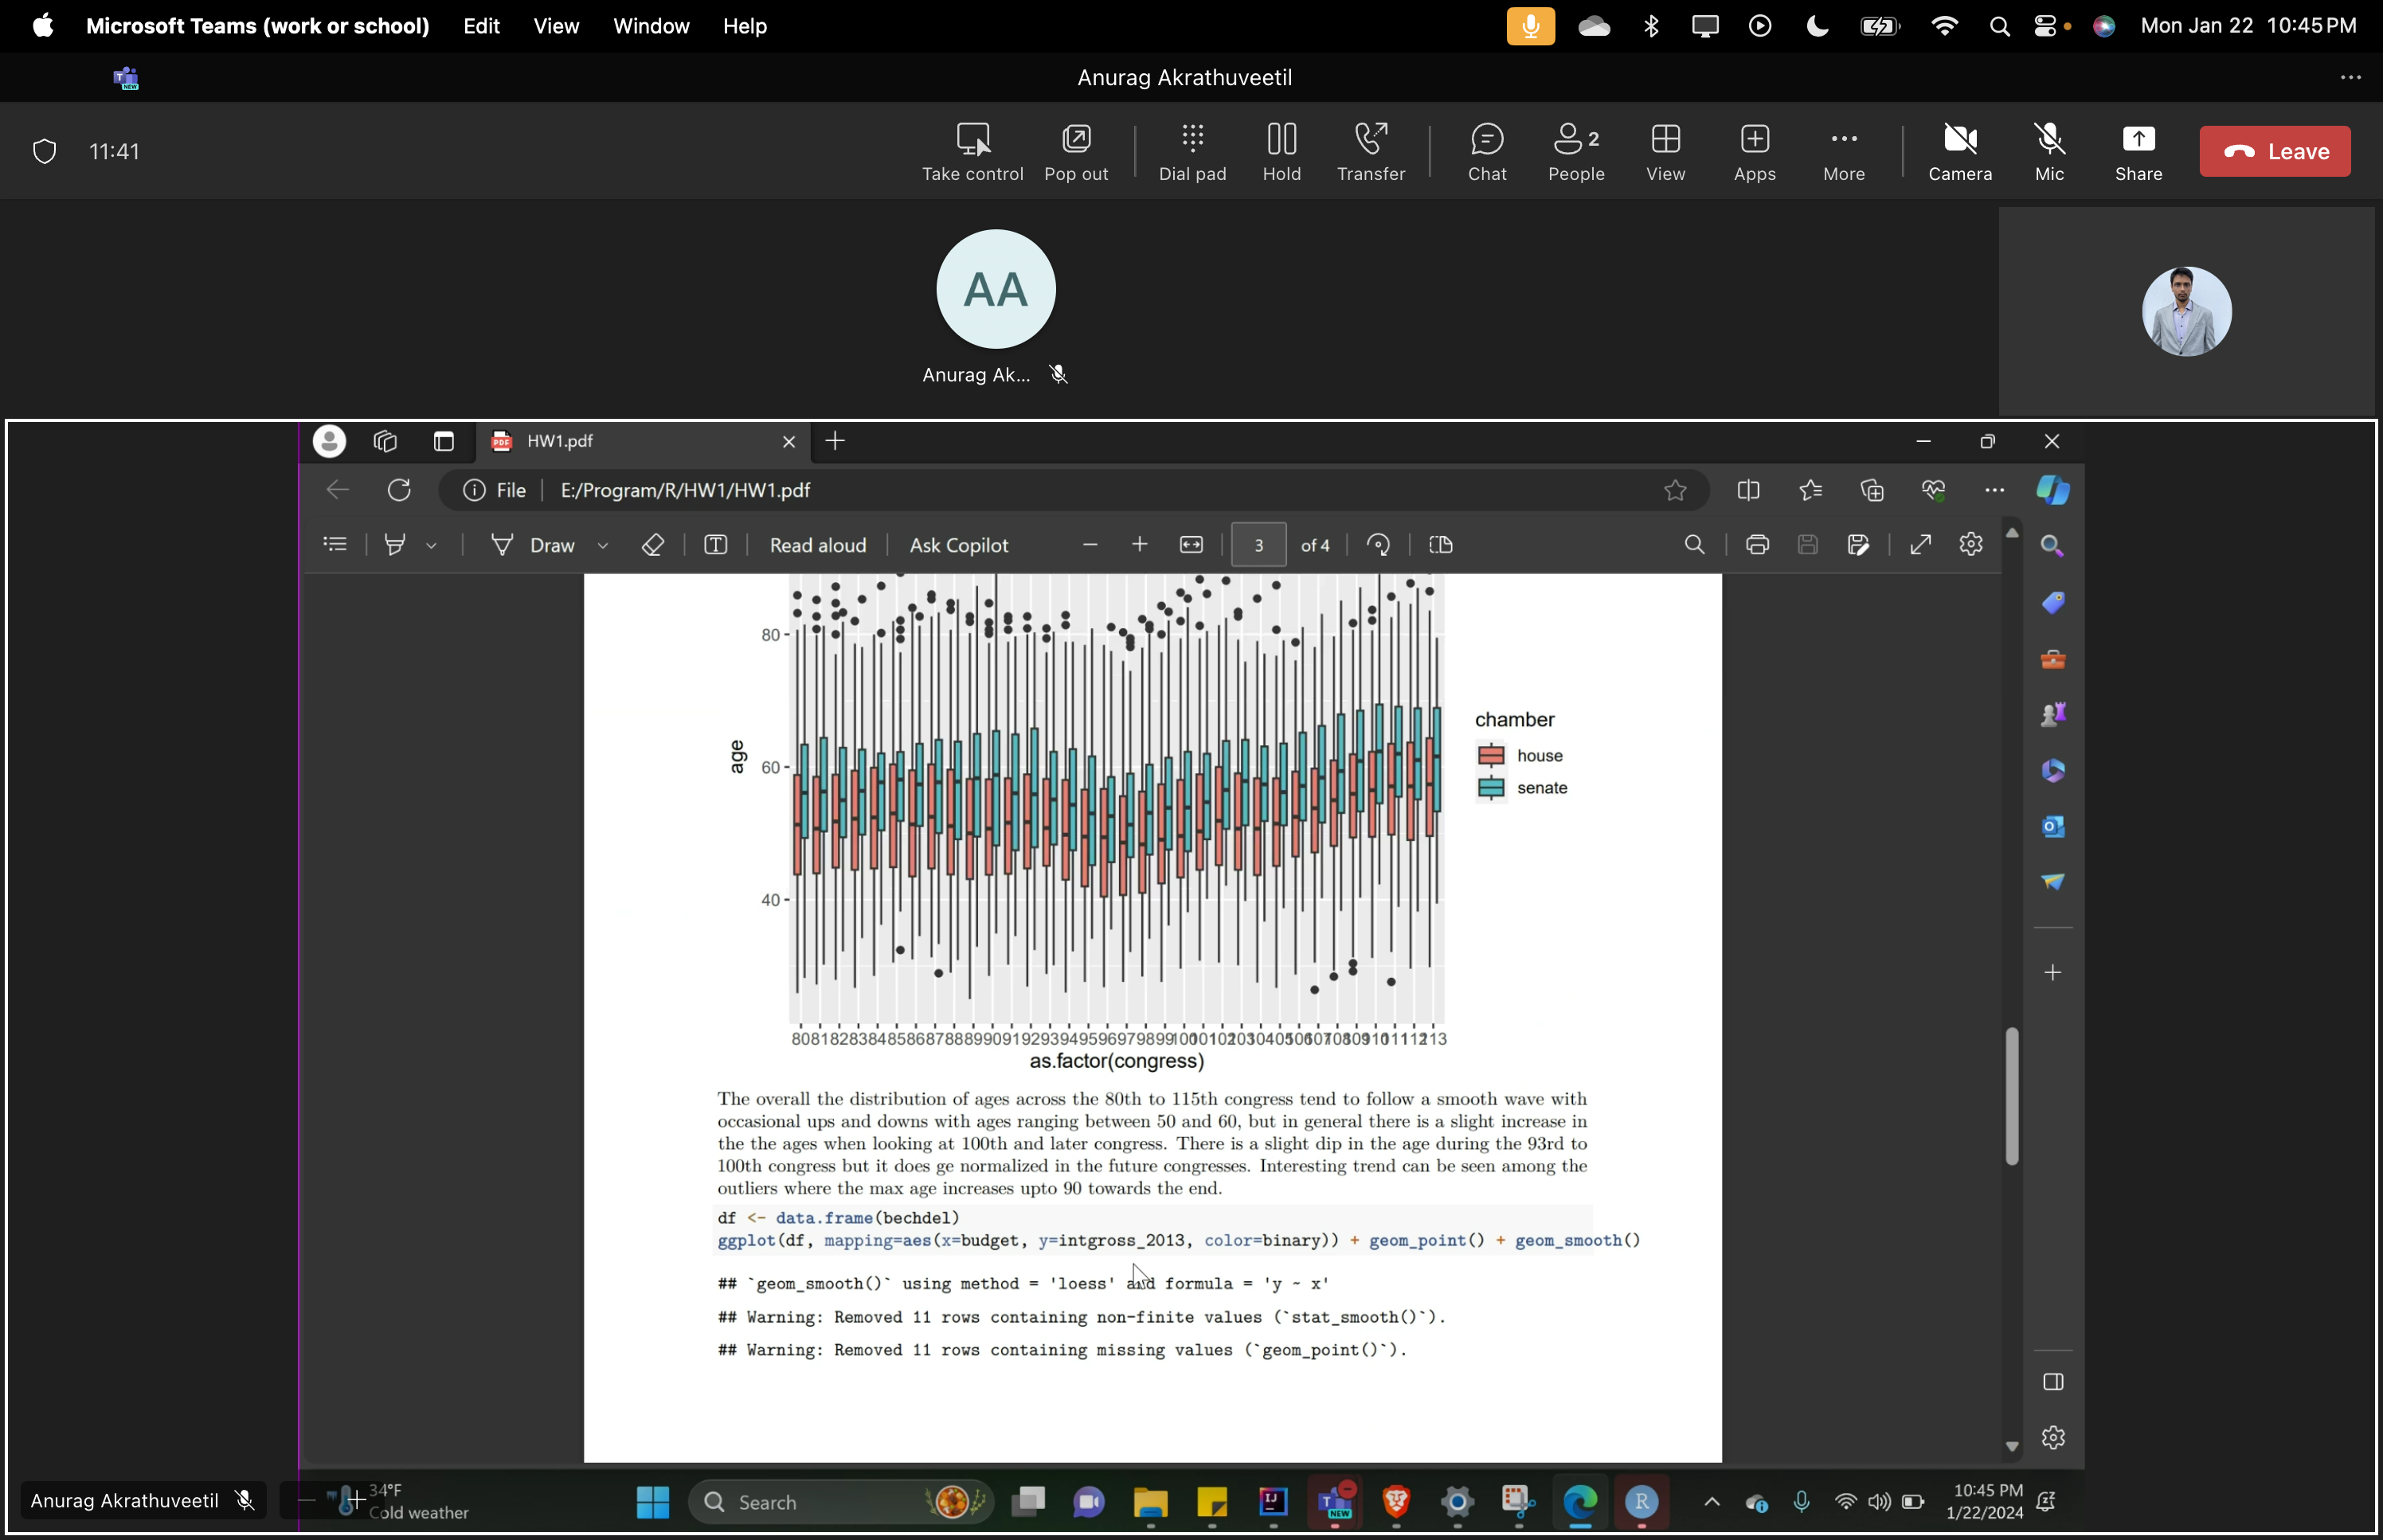 Microsoft Teams (work or school) Edit View Window Help Mon Jan 22 10:45 PM
T NEW
Anurag Akrathuveetil
11:41
Take control Pop out Dial pad Hold Transfer Chat 2 People View Apps More Camera Mic Share Leave
AA
Anurag Ak...
PDF HW1.pdf
File E:/Program/R/HW1/HW1.pdf
Draw Read aloud Ask Copilot 3 of 4
80
60
40
age
chamber
house
senate
as.factor(congress)
The overall the distribution of ages across the 80th to 115th congress tend to follow a smooth wave with
occasional ups and downs with ages ranging between 50 and 60, but in general there is a slight increase in
the the ages when looking at 100th and later congress. There is a slight dip in the age during the 93rd to
100th congress but it does ge normalized in the future congresses. Interesting trend can be seen among the
outliers where the max age increases upto 90 towards the end.
df <- data.frame(bechdel)
ggplot(df, mapping=aes(x=budget, y=intgross_2013, color=binary)) + geom_point() + geom_smooth()
## `geom_smooth()` using method = 'loess' and formula = 'y ~ x'
## Warning: Removed 11 rows containing non-finite values (`stat_smooth()`).
## Warning: Removed 11 rows containing missing values (`geom_point()`).
Anurag Akrathuveetil
34°F
Cold weather
Search
IJ
T NEW
R
10:45 PM
1/22/2024